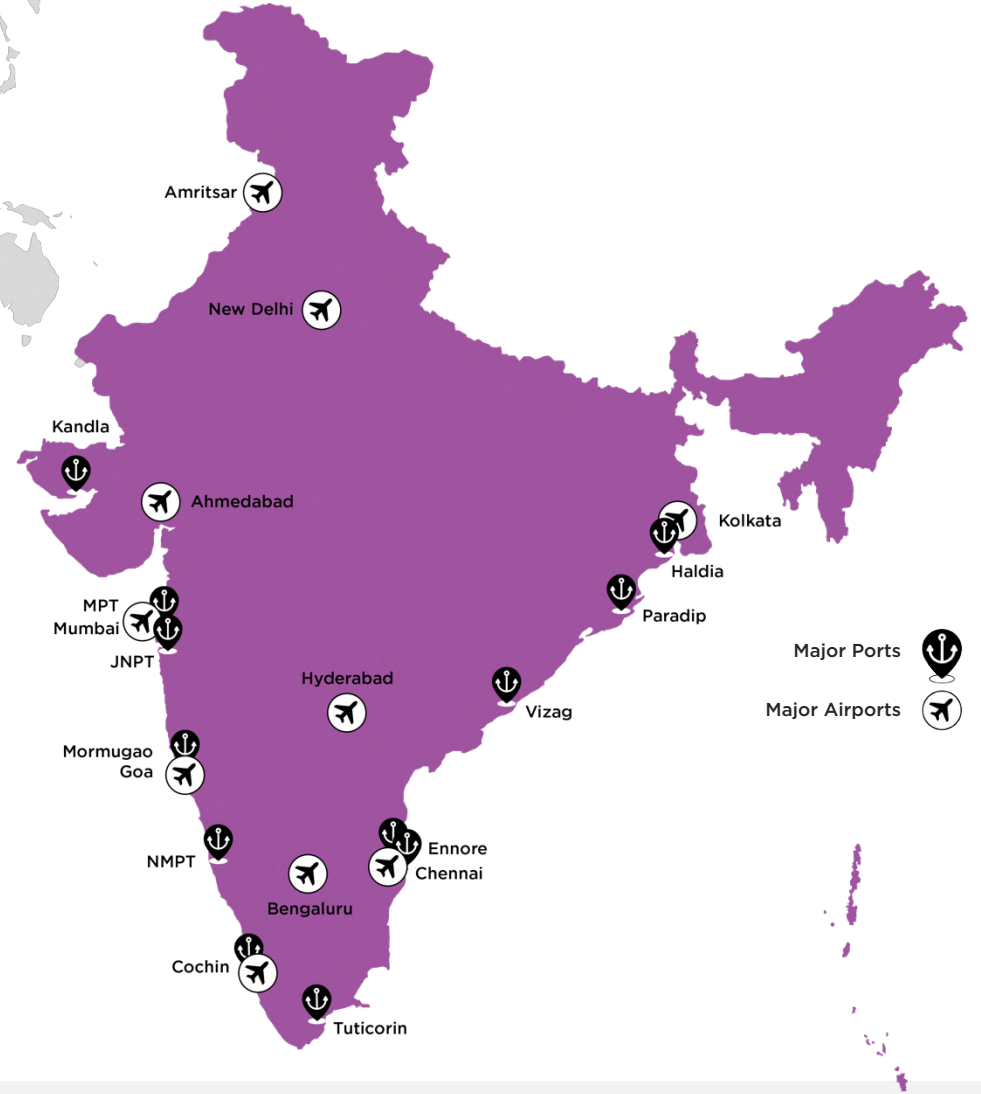 Amritsar
New Delhi
Kandla
Ahmedabad
Kolkata
Haldia
MPT
Mumbai
JNPT
Paradip
Major Ports
Hyderabad
Vizag
Major Airports
Mormugao
Goa
NMPT
Ennore
Chennai
Bengaluru
Cochin
Tuticorin